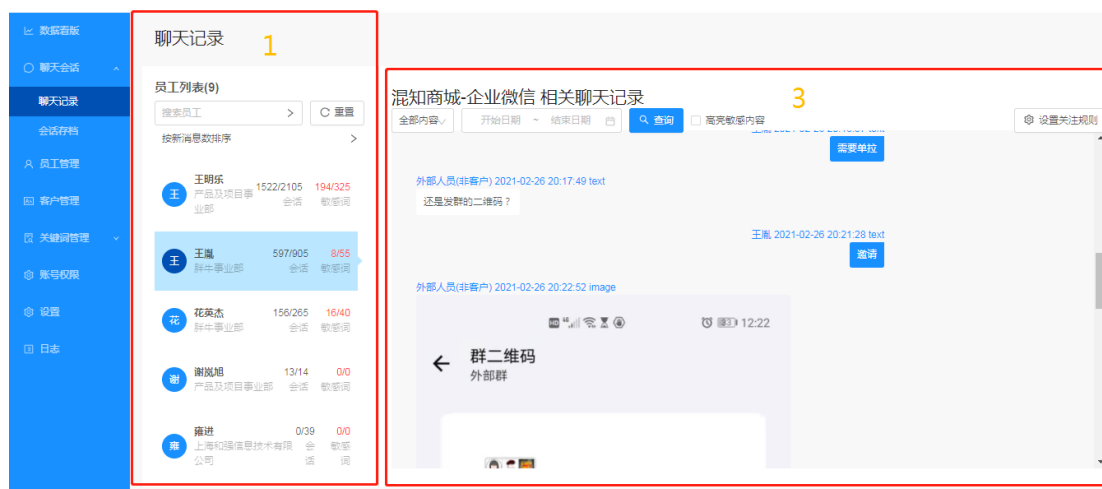 数据看版
聊天会话
聊天记录
会话存档
员工管理
客户管理
关键词管理
账号权限
设置
日志
聊天记录
1
员工列表(9)
搜索员工
重置
按新消息数排序
王
王明乐
产品及项目事业部
1522/2105
会话
194/325
敏感词
王
王胤
胖牛事业部
597/905
会话
8/55
敏感词
花
花英杰
胖牛事业部
156/265
会话
16/40
敏感词
谢
谢岚旭
产品及项目事业部
13/14
会话
0/0
敏感词
雍
雍进
上海和强信息技术有限公司
0/39
会话
0/0
敏感词
混知商城-企业微信 相关聊天记录
3
全部内容
开始日期 ~ 结束日期
查询
高亮敏感内容
设置关注规则
需要单拉
外部人员(非客户) 2021-02-26 20:17:49 text
还是发群的二维码？
王胤 2021-02-26 20:21:28 text
邀请
外部人员(非客户) 2021-02-26 20:22:52 image
12:22
群二维码
外部群